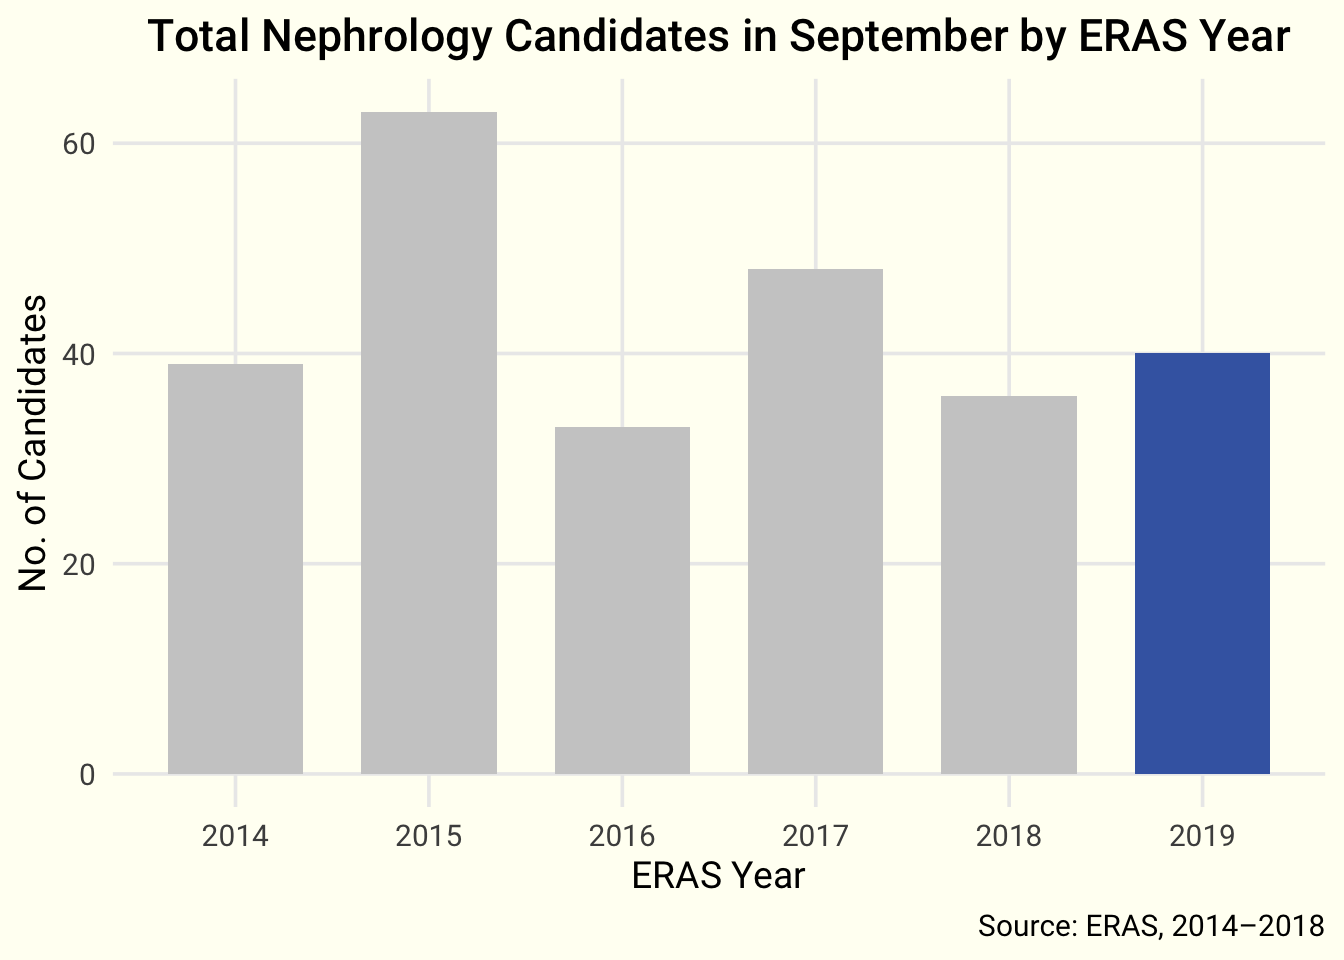 Total Nephrology Candidates in September by ERAS Year
No. of Candidates
60
40
20
0
2014 2015 2016 2017 2018 2019
ERAS Year
Source: ERAS, 2014–2018